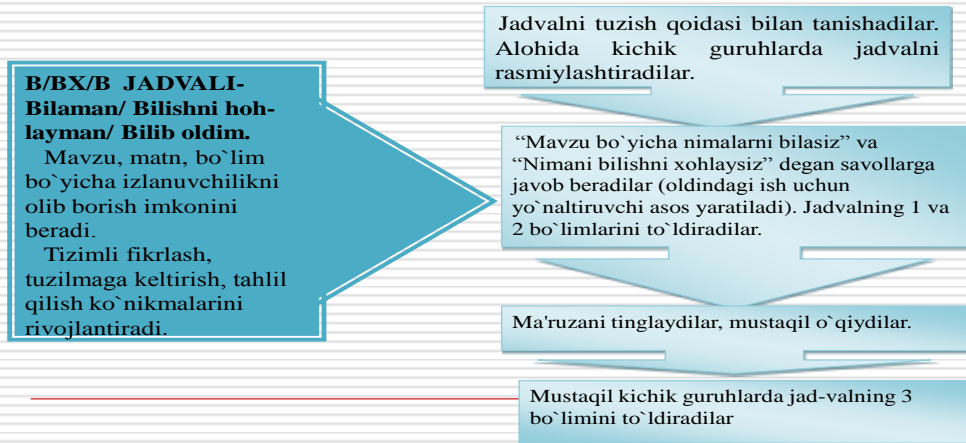 B/BX/B JADVALI-
Bilaman/ Bilishni hoh-
layman/ Bilib oldim.
Mavzu, matn, bo`lim
bo`yicha izlanuvchilikni
olib borish imkonini
beradi.
Tizimli fikrlash,
tuzilmaga keltirish, tahlil
qilish ko`nikmalarini
rivojlantiradi.
Jadvalni tuzish qoidasi bilan tanishadilar.
Alohida kichik guruhlarda jadvalni
rasmiylashtiradilar.
“Mavzu bo`yicha nimalarni bilasiz” va
“Nimani bilishni xohlaysiz” degan savollarga
javob beradilar (oldindagi ish uchun
yo`naltiruvchi asos yaratiladi). Jadvalning 1 va
2 bo`limlarini to`ldiradilar.
Ma'ruzani tinglaydilar, mustaqil o`qiydilar.
Mustaqil kichik guruhlarda jad-valning 3
bo`limini to`ldiradilar